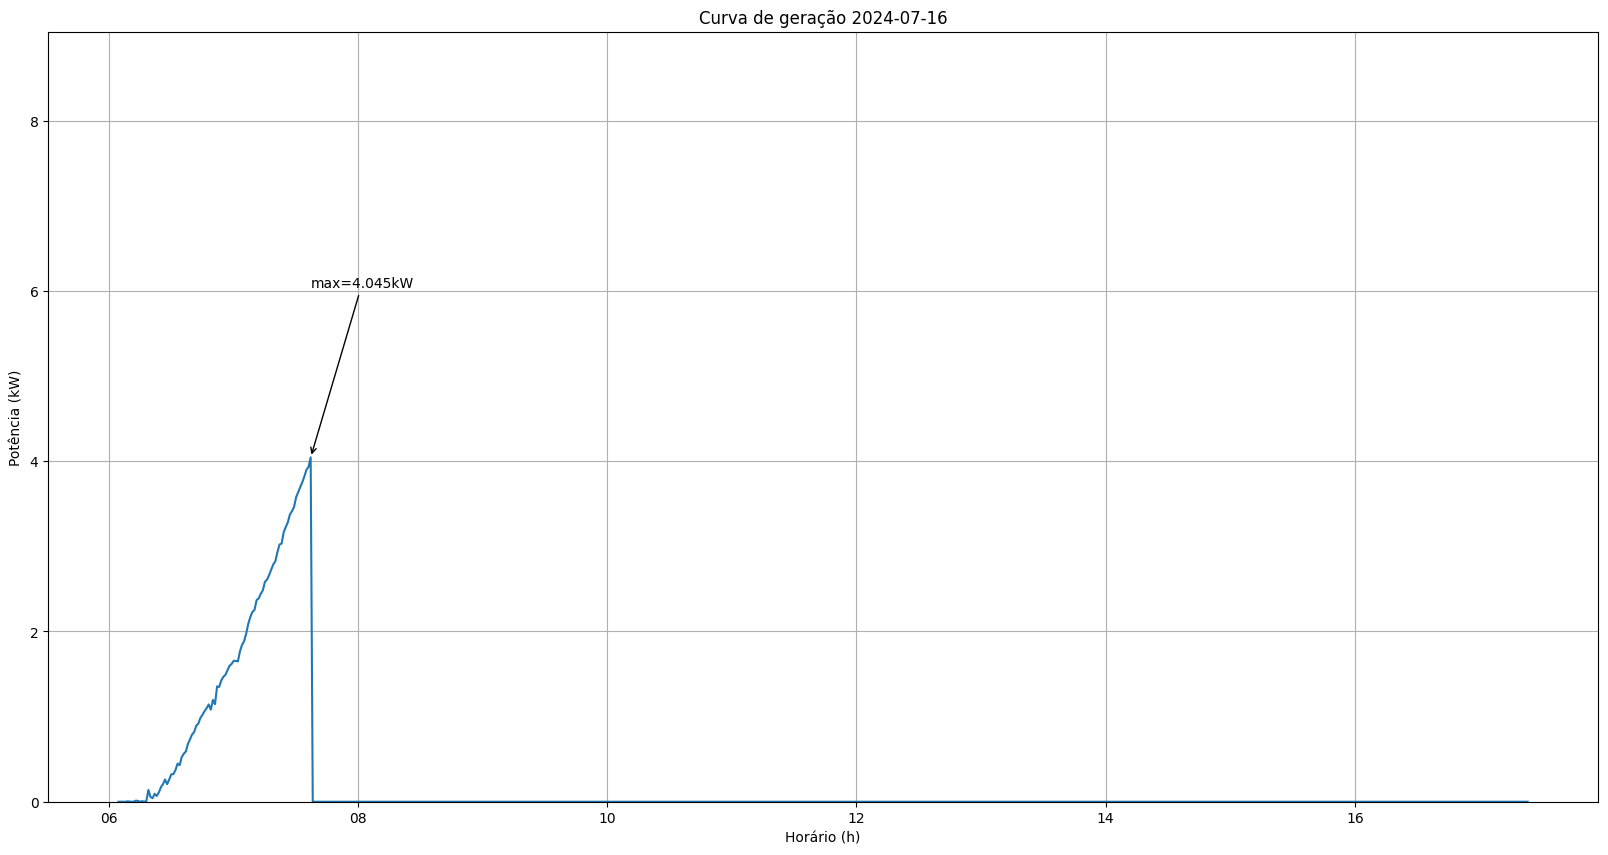 Curva de geração 2024-07-16
8
max=4.045kW
6
Potência (kW)
4
2
0
06 08 10 12 14 16
Horário (h)